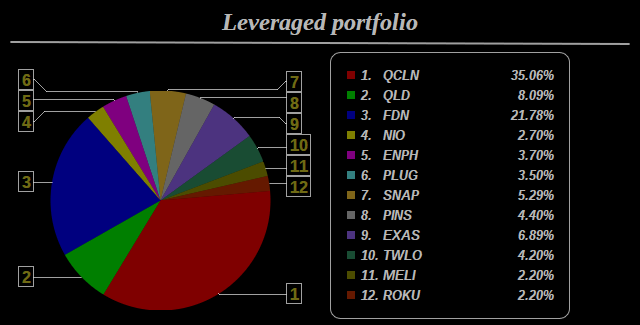 Leveraged portfolio
6
5
4
3
2
7
8
9
10
11
12
1
1. QCLN 35.06%
2. QLD 8.09%
3. FDN 21.78%
4. NIO 2.70%
5. ENPH 3.70%
6. PLUG 3.50%
7. SNAP 5.29%
8. PINS 4.40%
9. EXAS 6.89%
10. TWLO 4.20%
11. MELI 2.20%
12. ROKU 2.20%